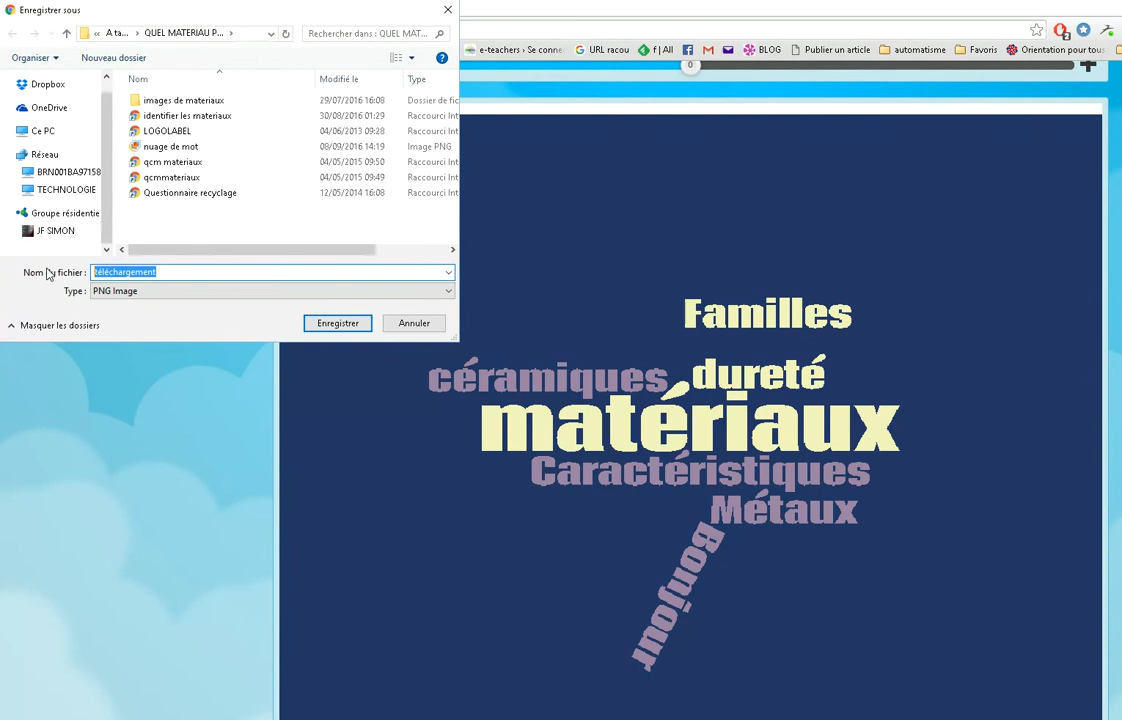 Enregistrer sous
« A ta... › QUEL MATERIAU P... ›
Rechercher dans : QUEL MAT...
Organiser
Nouveau dossier
?
Nom
Modifié le
Type
Dropbox
OneDrive
Ce PC
Réseau
BRN001BA97158
TECHNOLOGIE
Groupe résidentie
JF SIMON
images de materiaux 29/07/2016 16:08 Dossier de fic
identifier les materiaux 30/08/2016 01:29 Raccourci Int
LOGOLABEL 04/06/2013 09:28 Raccourci Int
nuage de mot 08/09/2016 14:19 Image PNG
qcm materiaux 04/05/2015 09:50 Raccourci Int
qcmmateriaux 04/05/2015 09:49 Raccourci Int
Questionnaire recyclage 12/05/2014 16:08 Raccourci Int
Nom du fichier : téléchargement
Type : PNG Image
Masquer les dossiers
Enregistrer
Annuler
2
e-teachers › Se conne
URL racou
f | All
BLOG
Publier un article
automatisme
Favoris
Orientation pour tous
0
Familles
céramiques
dureté
matériaux
Caractéristiques
Métaux
Bonjour